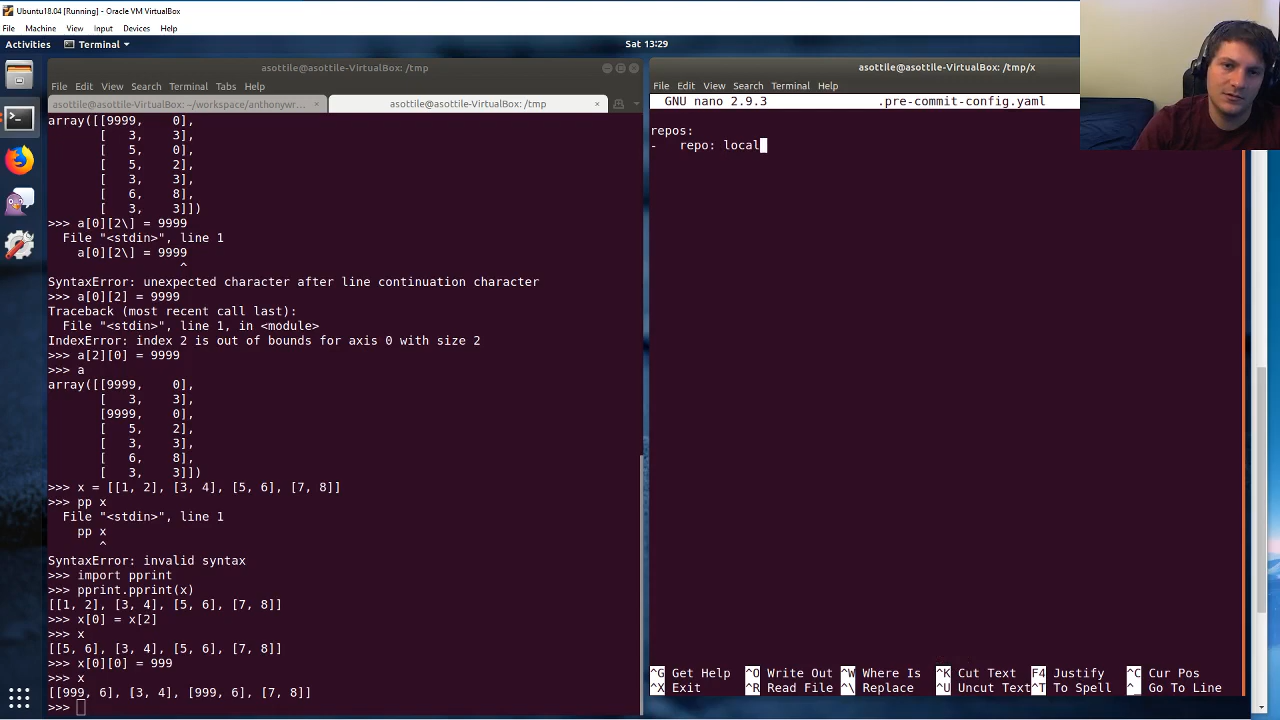 Ubuntu18.04 [Running] - Oracle VM VirtualBox
File Machine View Input Devices Help
Activities Terminal Sat 13:29
asottile@asottile-VirtualBox: /tmp
File Edit View Search Terminal Tabs Help
asottile@asottile-VirtualBox: ~/workspace/anthonywr... × asottile@asottile-VirtualBox: /tmp ×
array([[9999,    0],
       [   3,    3],
       [   5,    0],
       [   5,    2],
       [   3,    3],
       [   6,    8],
       [   3,    3]])
>>> a[0][2\] = 9999
  File "<stdin>", line 1
    a[0][2\] = 9999
                  ^
SyntaxError: unexpected character after line continuation character
>>> a[0][2] = 9999
Traceback (most recent call last):
  File "<stdin>", line 1, in <module>
IndexError: index 2 is out of bounds for axis 0 with size 2
>>> a[2][0] = 9999
>>> a
array([[9999,    0],
       [   3,    3],
       [9999,    0],
       [   5,    2],
       [   3,    3],
       [   6,    8],
       [   3,    3]])
>>> x = [[1, 2], [3, 4], [5, 6], [7, 8]]
>>> pp x
  File "<stdin>", line 1
    pp x
       ^
SyntaxError: invalid syntax
>>> import pprint
>>> pprint.pprint(x)
[[1, 2], [3, 4], [5, 6], [7, 8]]
>>> x[0] = x[2]
>>> x
[[5, 6], [3, 4], [5, 6], [7, 8]]
>>> x[0][0] = 999
>>> x
[[999, 6], [3, 4], [999, 6], [7, 8]]
>>>
asottile@asottile-VirtualBox: /tmp/x
File Edit View Search Terminal Help
GNU nano 2.9.3 .pre-commit-config.yaml
repos:
-   repo: local
^G Get Help ^O Write Out ^W Where Is ^K Cut Text F4 Justify ^C Cur Pos
^X Exit ^R Read File ^\ Replace ^U Uncut Text ^T To Spell ^_ Go To Line